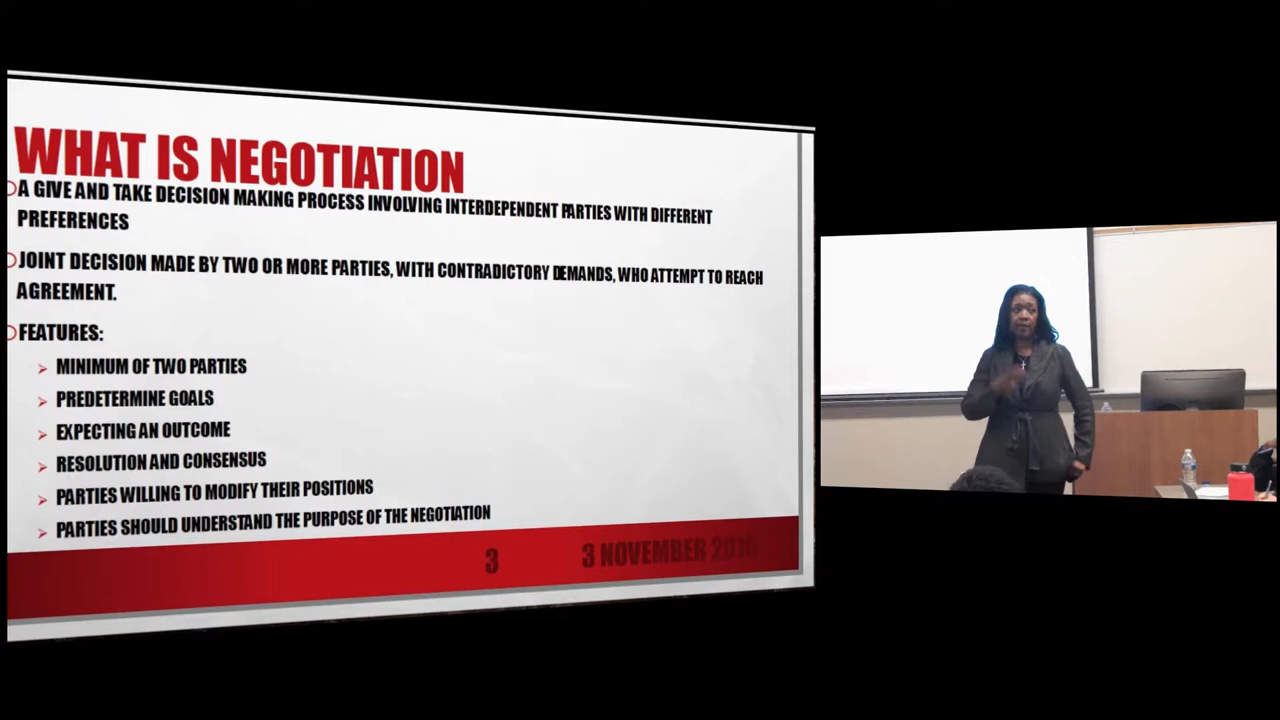 WHAT IS NEGOTIATION
A GIVE AND TAKE DECISION MAKING PROCESS INVOLVING INTERDEPENDENT PARTIES WITH DIFFERENT
PREFERENCES
JOINT DECISION MADE BY TWO OR MORE PARTIES, WITH CONTRADICTORY DEMANDS, WHO ATTEMPT TO REACH
AGREEMENT.
FEATURES:
MINIMUM OF TWO PARTIES
PREDETERMINE GOALS
EXPECTING AN OUTCOME
RESOLUTION AND CONSENSUS
PARTIES WILLING TO MODIFY THEIR POSITIONS
PARTIES SHOULD UNDERSTAND THE PURPOSE OF THE NEGOTIATION
3
3 NOVEMBER